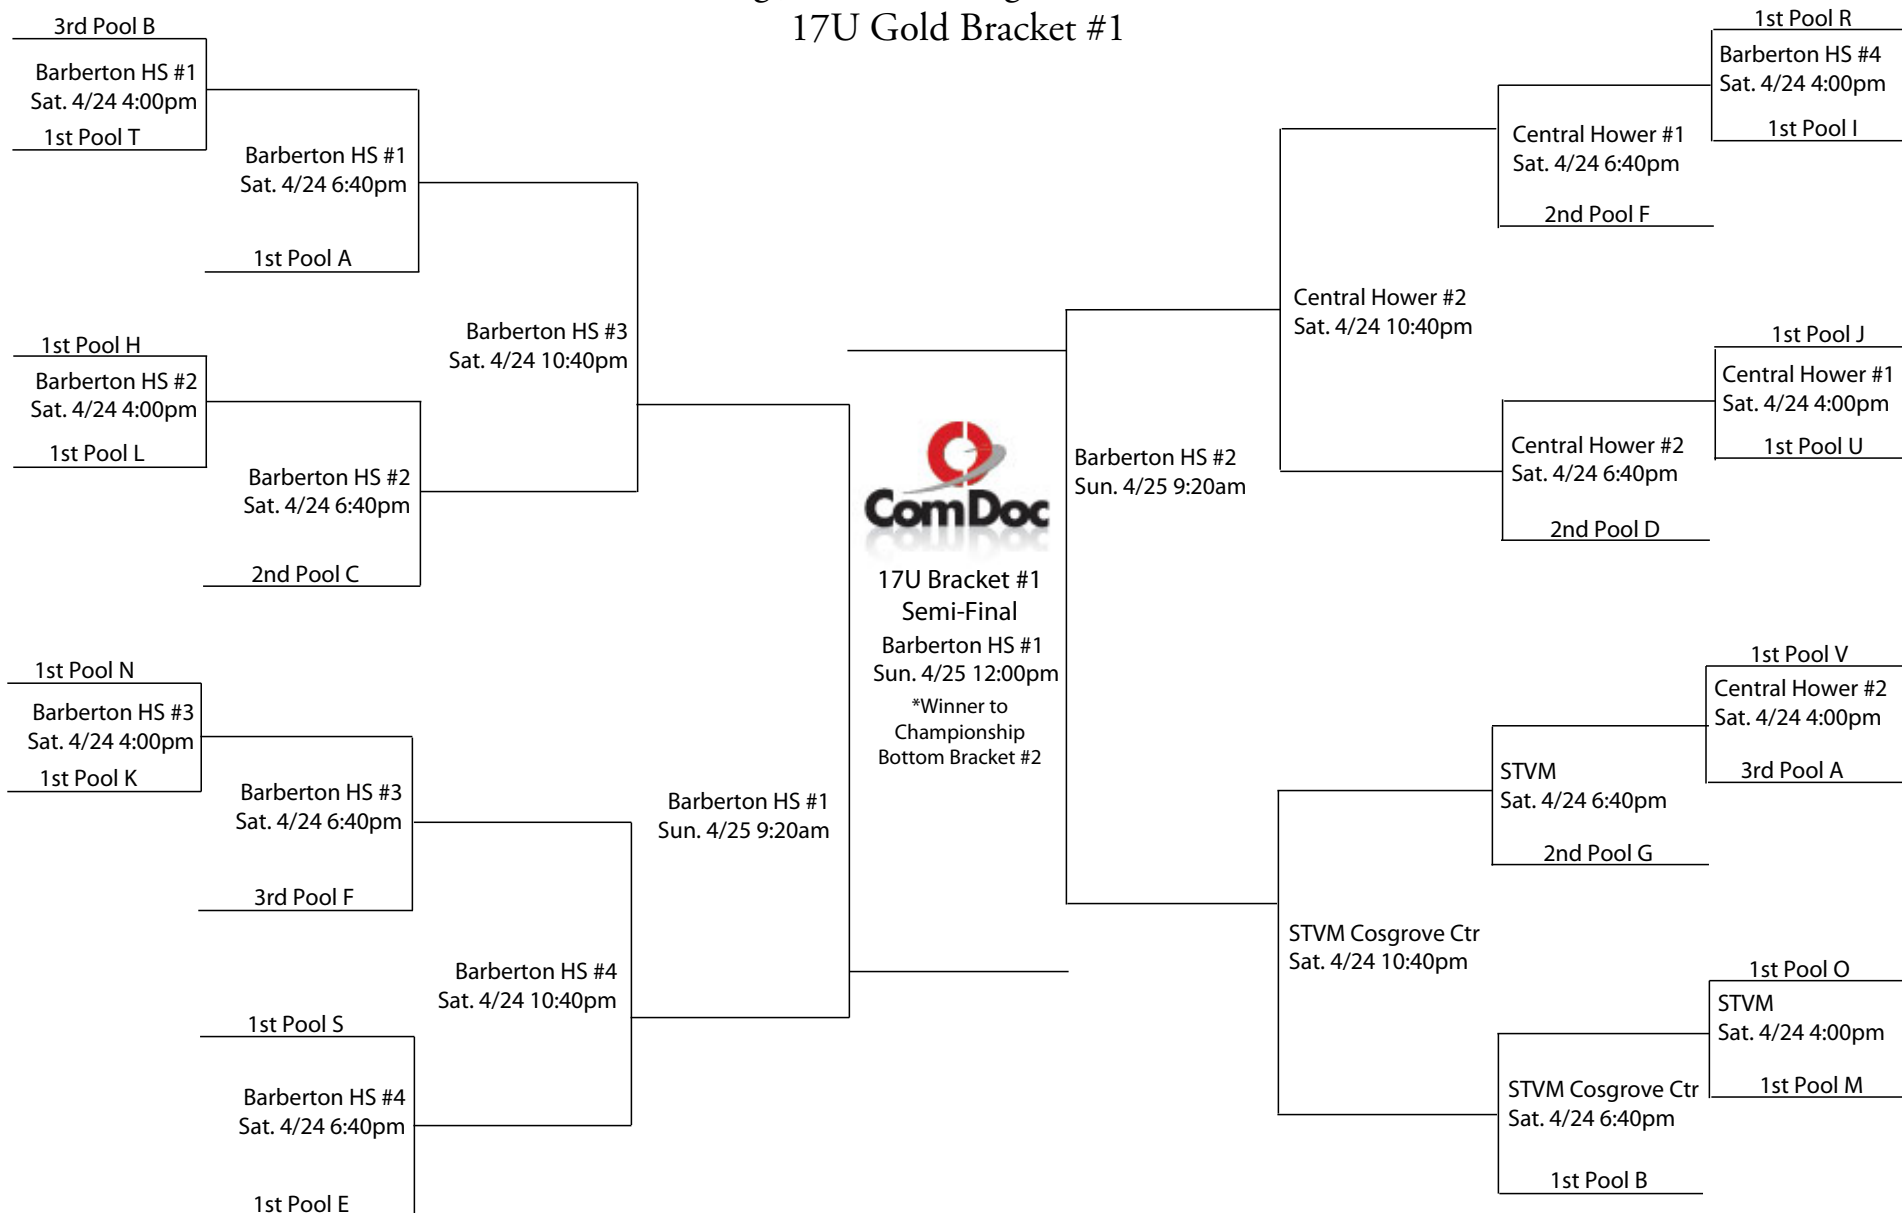 17U Gold Bracket #1
3rd Pool B
Barberton HS #1
Sat. 4/24 4:00pm
1st Pool T
Barberton HS #1
Sat. 4/24 6:40pm
1st Pool A
1st Pool H
Barberton HS #2
Sat. 4/24 4:00pm
1st Pool L
Barberton HS #2
Sat. 4/24 6:40pm
2nd Pool C
Barberton HS #3
Sat. 4/24 10:40pm
1st Pool N
Barberton HS #3
Sat. 4/24 4:00pm
1st Pool K
Barberton HS #3
Sat. 4/24 6:40pm
3rd Pool F
1st Pool S
Barberton HS #4
Sat. 4/24 6:40pm
1st Pool E
Barberton HS #4
Sat. 4/24 10:40pm
Barberton HS #1
Sun. 4/25 9:20am
ComDoc
17U Bracket #1
Semi-Final
Barberton HS #1
Sun. 4/25 12:00pm
*Winner to
Championship
Bottom Bracket #2
Barberton HS #2
Sun. 4/25 9:20am
Central Hower #2
Sat. 4/24 10:40pm
STVM Cosgrove Ctr
Sat. 4/24 10:40pm
1st Pool R
Barberton HS #4
Sat. 4/24 4:00pm
1st Pool I
Central Hower #1
Sat. 4/24 6:40pm
2nd Pool F
1st Pool J
Central Hower #1
Sat. 4/24 4:00pm
1st Pool U
Central Hower #2
Sat. 4/24 6:40pm
2nd Pool D
1st Pool V
Central Hower #2
Sat. 4/24 4:00pm
3rd Pool A
STVM
Sat. 4/24 6:40pm
2nd Pool G
1st Pool O
STVM
Sat. 4/24 4:00pm
1st Pool M
STVM Cosgrove Ctr
Sat. 4/24 6:40pm
1st Pool B